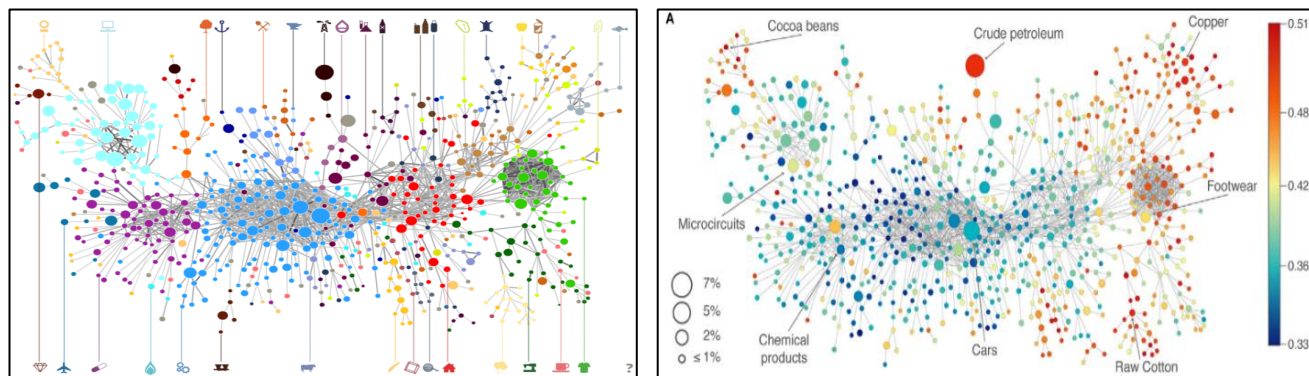 ?
A
Cocoa beans
Crude petroleum
Copper
Microcircuits
Footwear
Chemical
products
Cars
Raw Cotton
7%
5%
2%
≤1%
0.51
0.48
0.42
0.36
0.33